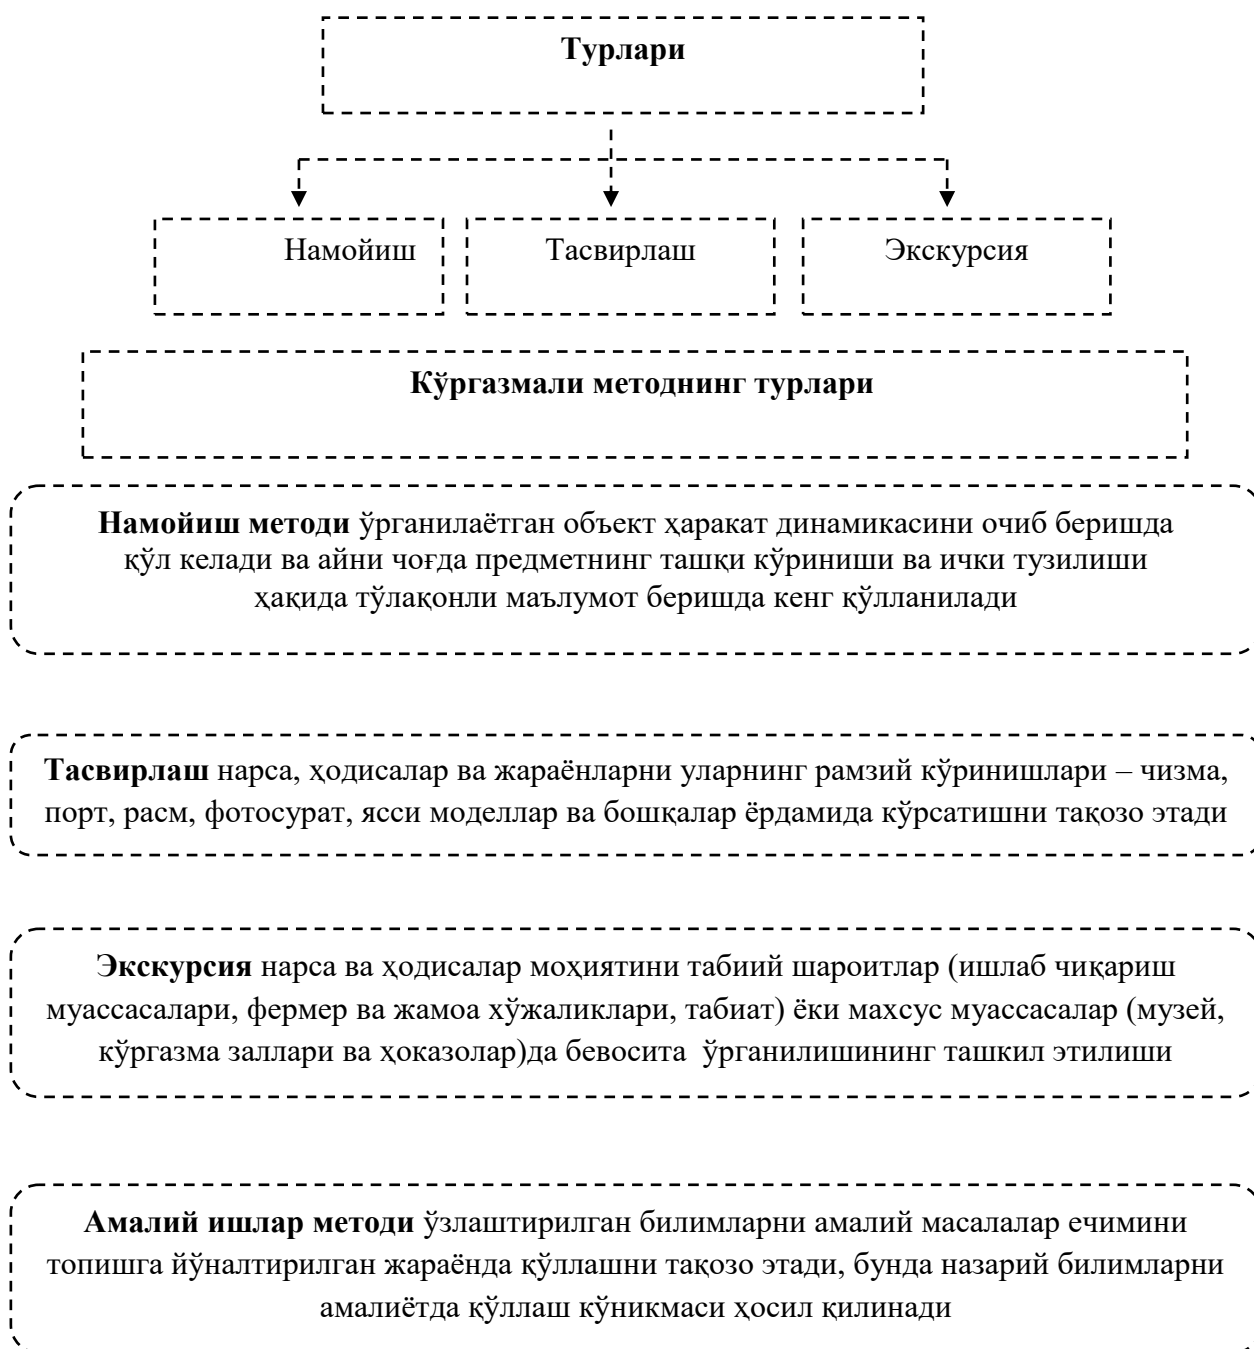 Турлари
Намойиш
Тасвирлаш
Экскурсия
Кўргазмали методнинг турлари
Намойиш методи ўрганилаётган объект ҳаракат динамикасини очиб беришда
қўл келади ва айни чоғда предметнинг ташқи кўриниши ва ички тузилиши
ҳақида тўлақонли маълумот беришда кенг қўлланилади
Тасвирлаш нарса, ҳодисалар ва жараёнларни уларнинг рамзий кўринишлари – чизма,
порт, расм, фотосурат, ясси моделлар ва бошқалар ёрдамида кўрсатишни тақозо этади
Экскурсия нарса ва ҳодисалар моҳиятини табиий шароитлар (ишлаб чиқариш
муассасалари, фермер ва жамоа хўжаликлари, табиат) ёки махсус муассасалар (музей,
кўргазма заллари ва ҳоказолар)да бевосита ўрганилишининг ташкил этилиши
Амалий ишлар методи ўзлаштирилган билимларни амалий масалалар ечимини
топишга йўналтирилган жараёнда қўллашни тақозо этади, бунда назарий билимларни
амалиётда қўллаш кўникмаси ҳосил қилинади